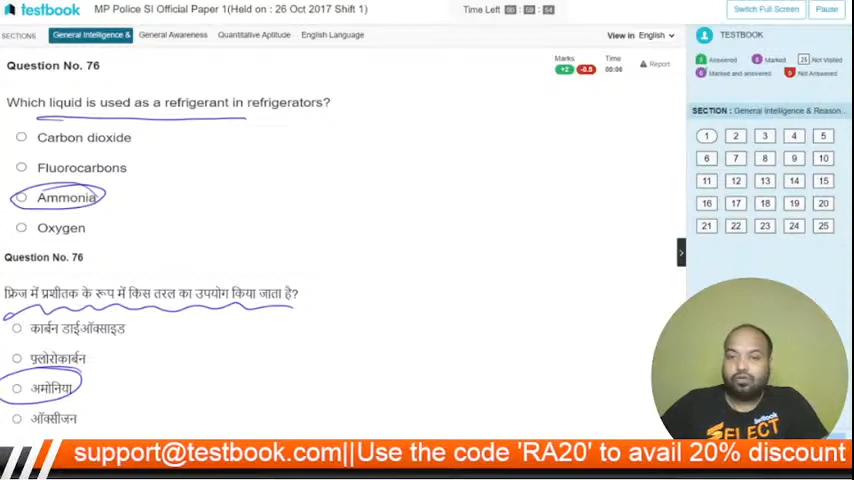 testbook
MP Police SI Official Paper 1(Held on : 26 Oct 2017 Shift 1)
Time Left 00 : 59 : 54
Switch Full Screen
Pause
SECTIONS
General Intelligence &
General Awareness
Quantitative Aptitude
English Language
View in English
TESTBOOK
Answered
Marked
25 Not Visited
Marked and answered
Not Answered
SECTION : General Intelligence & Reason...
1 2 3 4 5
6 7 8 9 10
11 12 13 14 15
16 17 18 19 20
21 22 23 24 25
Question No. 76
Marks
+2 -0.5
Time
00:06
Report
Which liquid is used as a refrigerant in refrigerators?
Carbon dioxide
Fluorocarbons
Ammonia
Oxygen
Question No. 76
फ्रिज में प्रशीतक के रूप में किस तरल का उपयोग किया जाता है?
कार्बन डाईऑक्साइड
फ़्लोरोकार्बन
अमोनिया
ऑक्सीजन
testbook
SELECT
support@testbook.com||Use the code 'RA20' to avail 20% discount